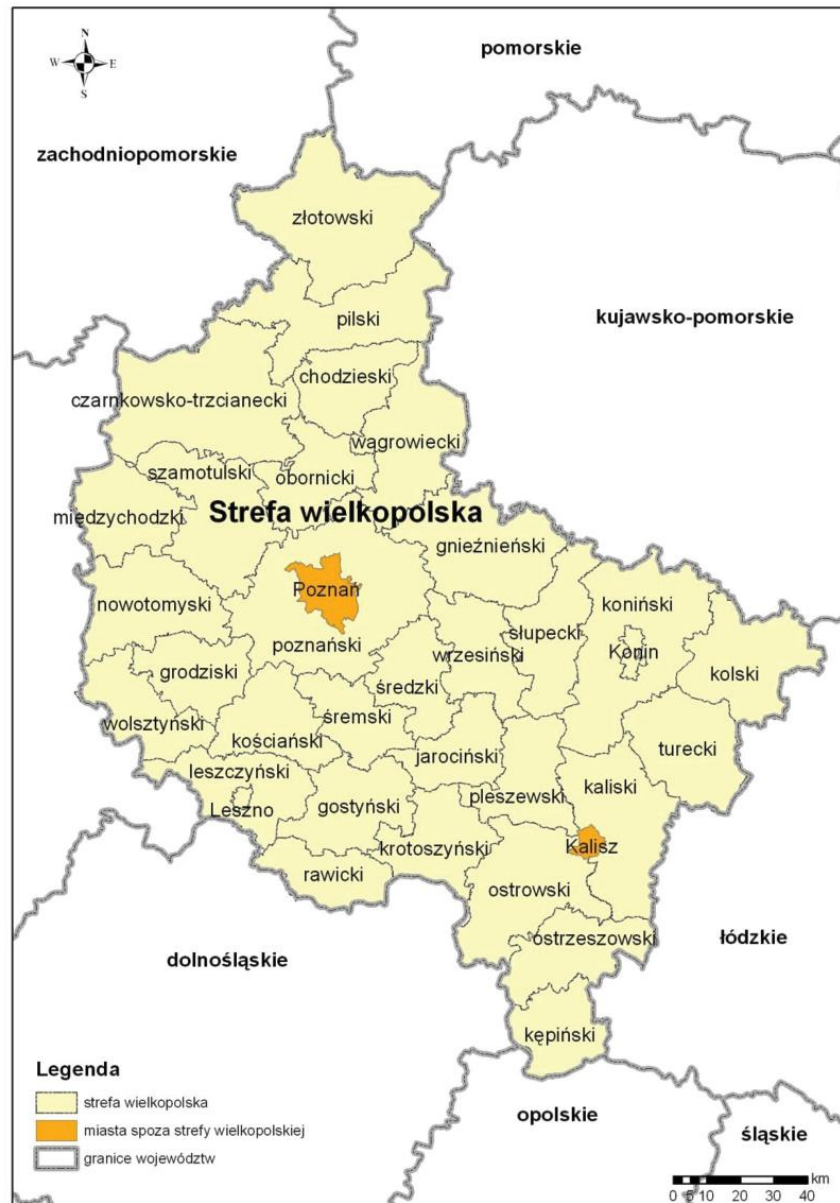 N
W E
S
pomorskie
zachodniopomorskie
złotowski
kujawsko-pomorskie
pilski
chodzieski
czarnkowsko-trzcianecki
wągrowiecki
szamotulski
obornicki
międzychodzki
Strefa wielkopolska
gnieźnieński
Poznań
nowotomyski
koniński
słupecki
poznański
wrzesiński
Konin
grodziski
kolski
średzki
wolsztyński
śremski
kościański
jarociński
turecki
leszczyński
kaliski
Leszno
gostyński
pleszewski
krotoszyński
Kalisz
rawicki
ostrowski
ostrzeszowski
łódzkie
dolnośląskie
kępiński
Legenda
strefa wielkopolska
miasta spoza strefy wielkopolskiej
granice województw
opolskie
śląskie
km
0 5 10 20 30 40